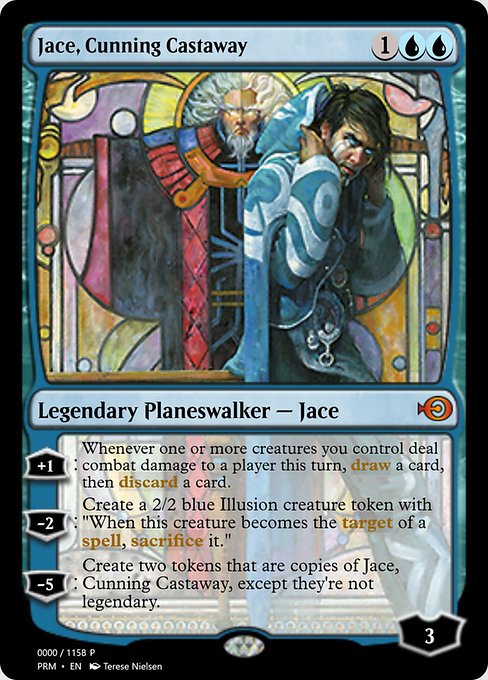 Jace, Cunning Castaway 1
Legendary Planeswalker — Jace
+1 : Whenever one or more creatures you control deal
combat damage to a player this turn, draw a card,
then discard a card.
-2 : Create a 2/2 blue Illusion creature token with
"When this creature becomes the target of a
spell, sacrifice it."
-5 : Create two tokens that are copies of Jace,
Cunning Castaway, except they're not
legendary.
3
0000 / 1158 P
PRM • EN Terese Nielsen